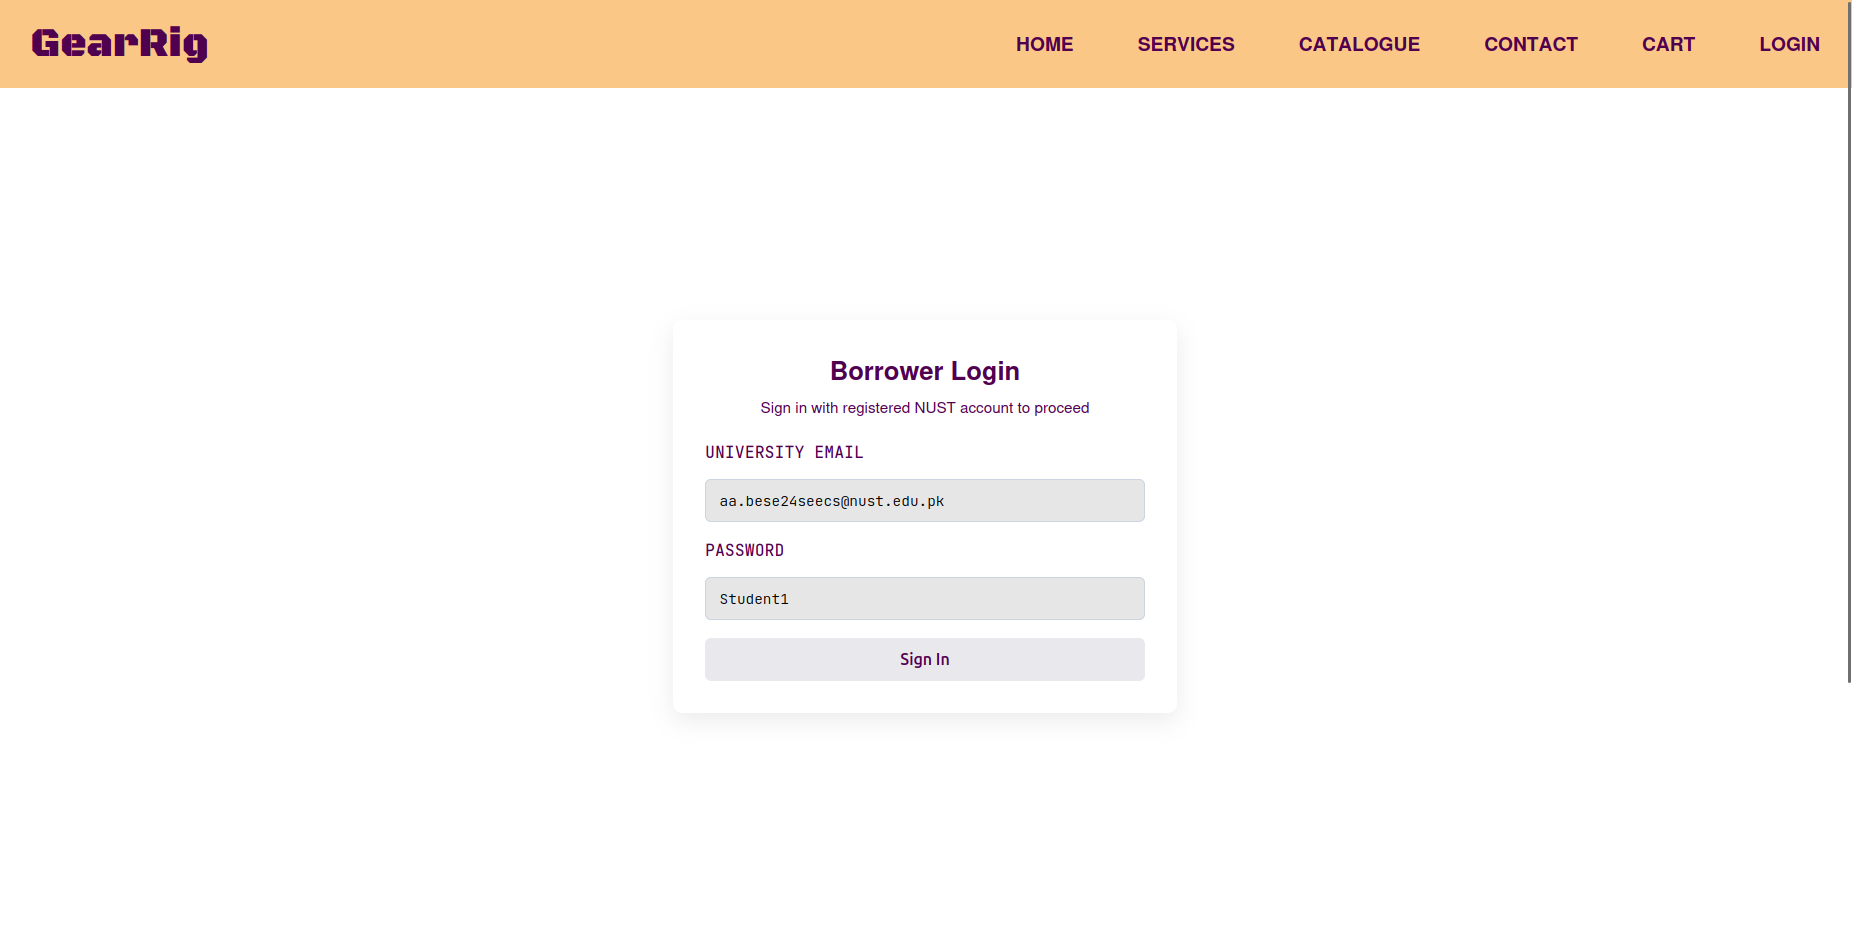 GearRig
HOME SERVICES CATALOGUE CONTACT CART LOGIN
Borrower Login
Sign in with registered NUST account to proceed
UNIVERSITY EMAIL
aa.bese24seecs@nust.edu.pk
PASSWORD
Student1
Sign In